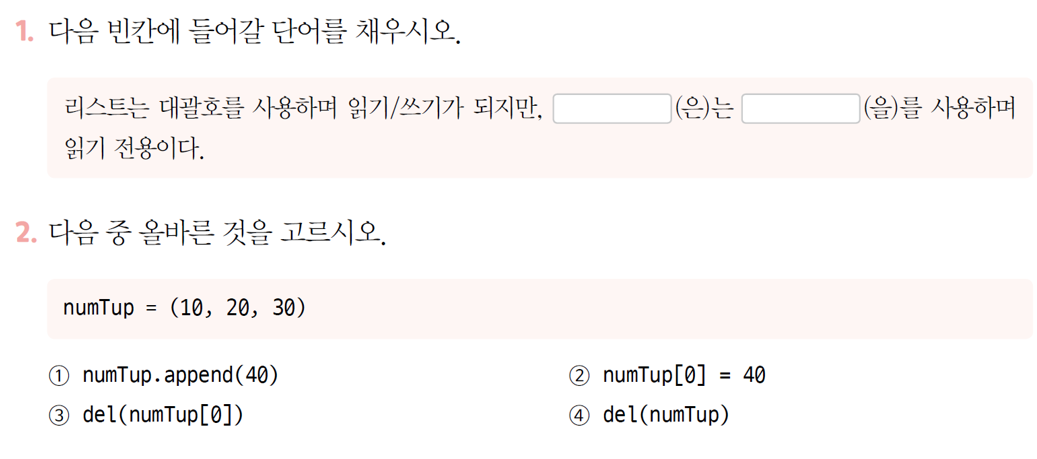 1. 다음 빈칸에 들어갈 단어를 채우시오.
리스트는 대괄호를 사용하며 읽기/쓰기가 되지만, (은)는 (을)를 사용하며
읽기 전용이다.
2. 다음 중 올바른 것을 고르시오.
numTup = (10, 20, 30)
① numTup.append(40) ② numTup[0] = 40
③ del(numTup[0]) ④ del(numTup)